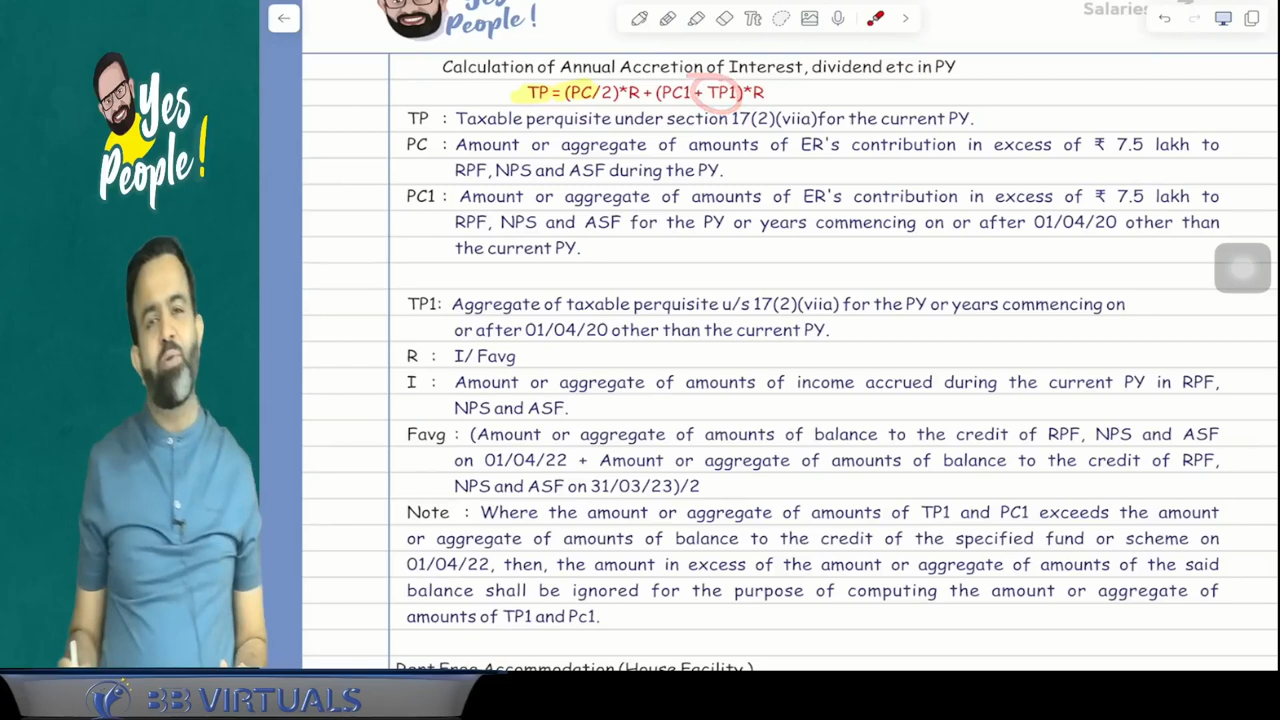 Yes
People !
Salaries
Yes
People !
Calculation of Annual Accretion of Interest, dividend etc in PY
TP = (PC/2)*R + (PC1 + TP1)*R
TP : Taxable perquisite under section 17(2)(viia)for the current PY.
PC : Amount or aggregate of amounts of ER's contribution in excess of ₹ 7.5 lakh to
RPF, NPS and ASF during the PY.
PC1 : Amount or aggregate of amounts of ER's contribution in excess of ₹ 7.5 lakh to
RPF, NPS and ASF for the PY or years commencing on or after 01/04/20 other than
the current PY.
TP1: Aggregate of taxable perquisite u/s 17(2)(viia) for the PY or years commencing on
or after 01/04/20 other than the current PY.
R : I/ Favg
I : Amount or aggregate of amounts of income accrued during the current PY in RPF,
NPS and ASF.
Favg : (Amount or aggregate of amounts of balance to the credit of RPF, NPS and ASF
on 01/04/22 + Amount or aggregate of amounts of balance to the credit of RPF,
NPS and ASF on 31/03/23)/2
Note : Where the amount or aggregate of amounts of TP1 and PC1 exceeds the amount
or aggregate of amounts of balance to the credit of the specified fund or scheme on
01/04/22, then, the amount in excess of the amount or aggregate of amounts of the said
balance shall be ignored for the purpose of computing the amount or aggregate of
amounts of TP1 and Pc1.
Rent Free Accommodation (House Facility )
BB VIRTUALS